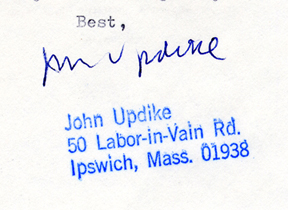 Best,
John Updike
John Updike
50 Labor-in-Vain Rd.
Ipswich, Mass. 01938